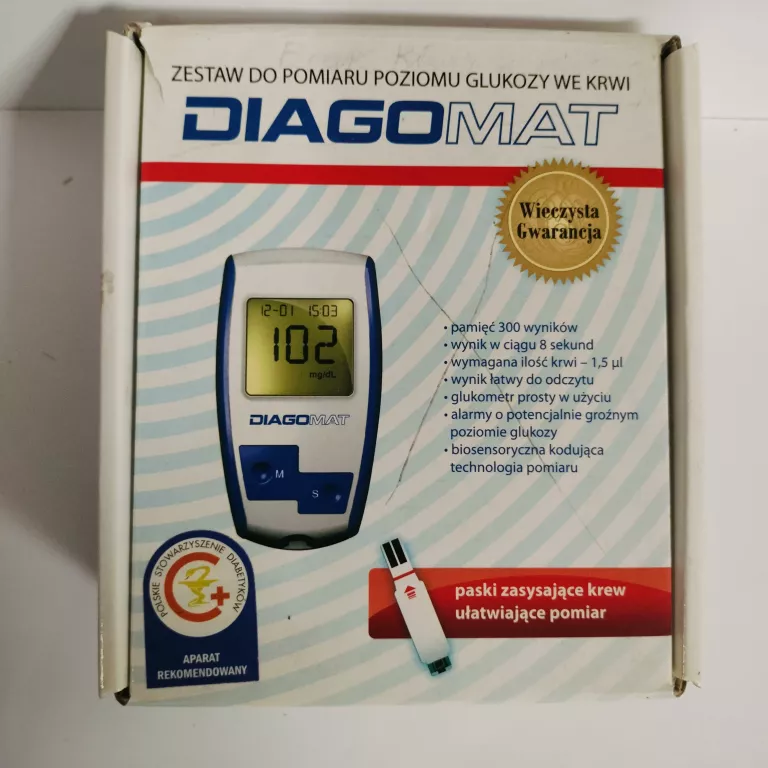 ZESTAW DO POMIARU POZIOMU GLUKOZY WE KRWI
DIAGOMAT
Wieczysta
Gwarancja
12-01 15:03
102
mg/dL
DIAGOMAT
M
S
• pamięć 300 wyników
• wynik w ciągu 8 sekund
• wymagana ilość krwi – 1,5 µl
• wynik łatwy do odczytu
• glukometr prosty w użyciu
• alarmy o potencjalnie groźnym
poziomie glukozy
• biosensoryczna kodująca
technologia pomiaru
POLSKIE STOWARZYSZENIE DIABETYKÓW
APARAT
REKOMENDOWANY
paski zasysające krew
ułatwiające pomiar